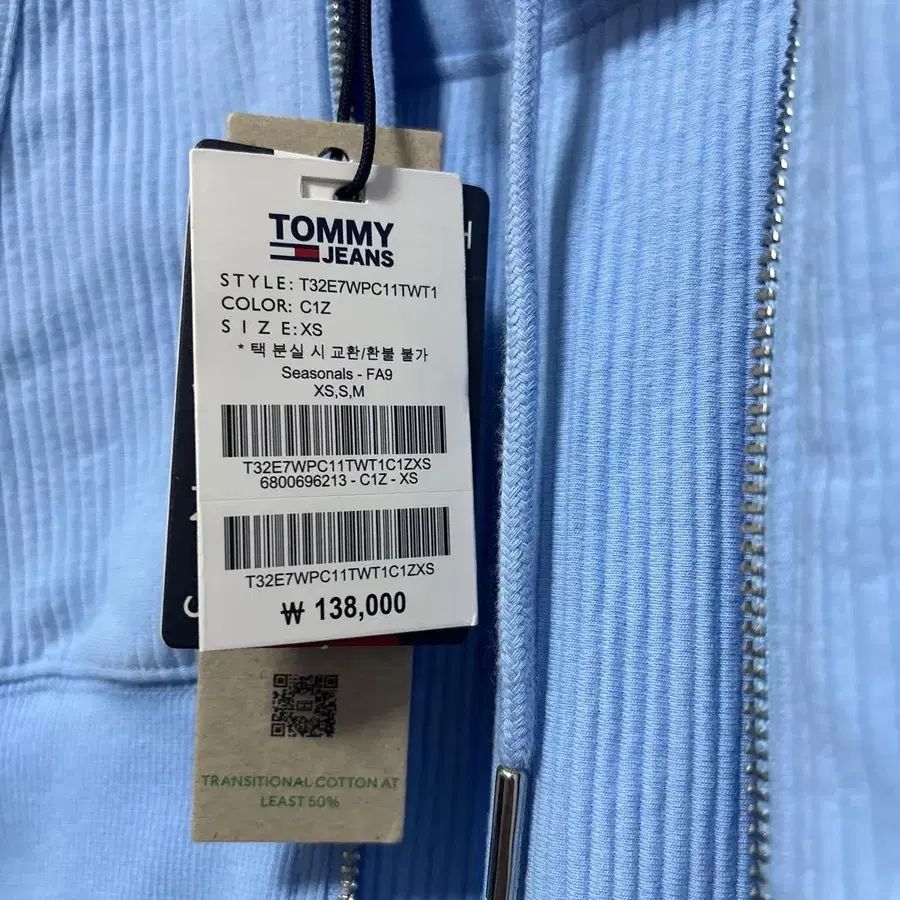 TOMMY
JEANS
STYLE: T32E7WPC11TWT1
COLOR: C1Z
SIZE: XS
* 택 분실 시 교환/환불 불가
Seasonals - FA9
XS,S,M
T32E7WPC11TWT1C1ZXS
6800696213 - C1Z - XS
T32E7WPC11TWT1C1ZXS
₩ 138,000
TRANSITIONAL COTTON AT
LEAST 50%